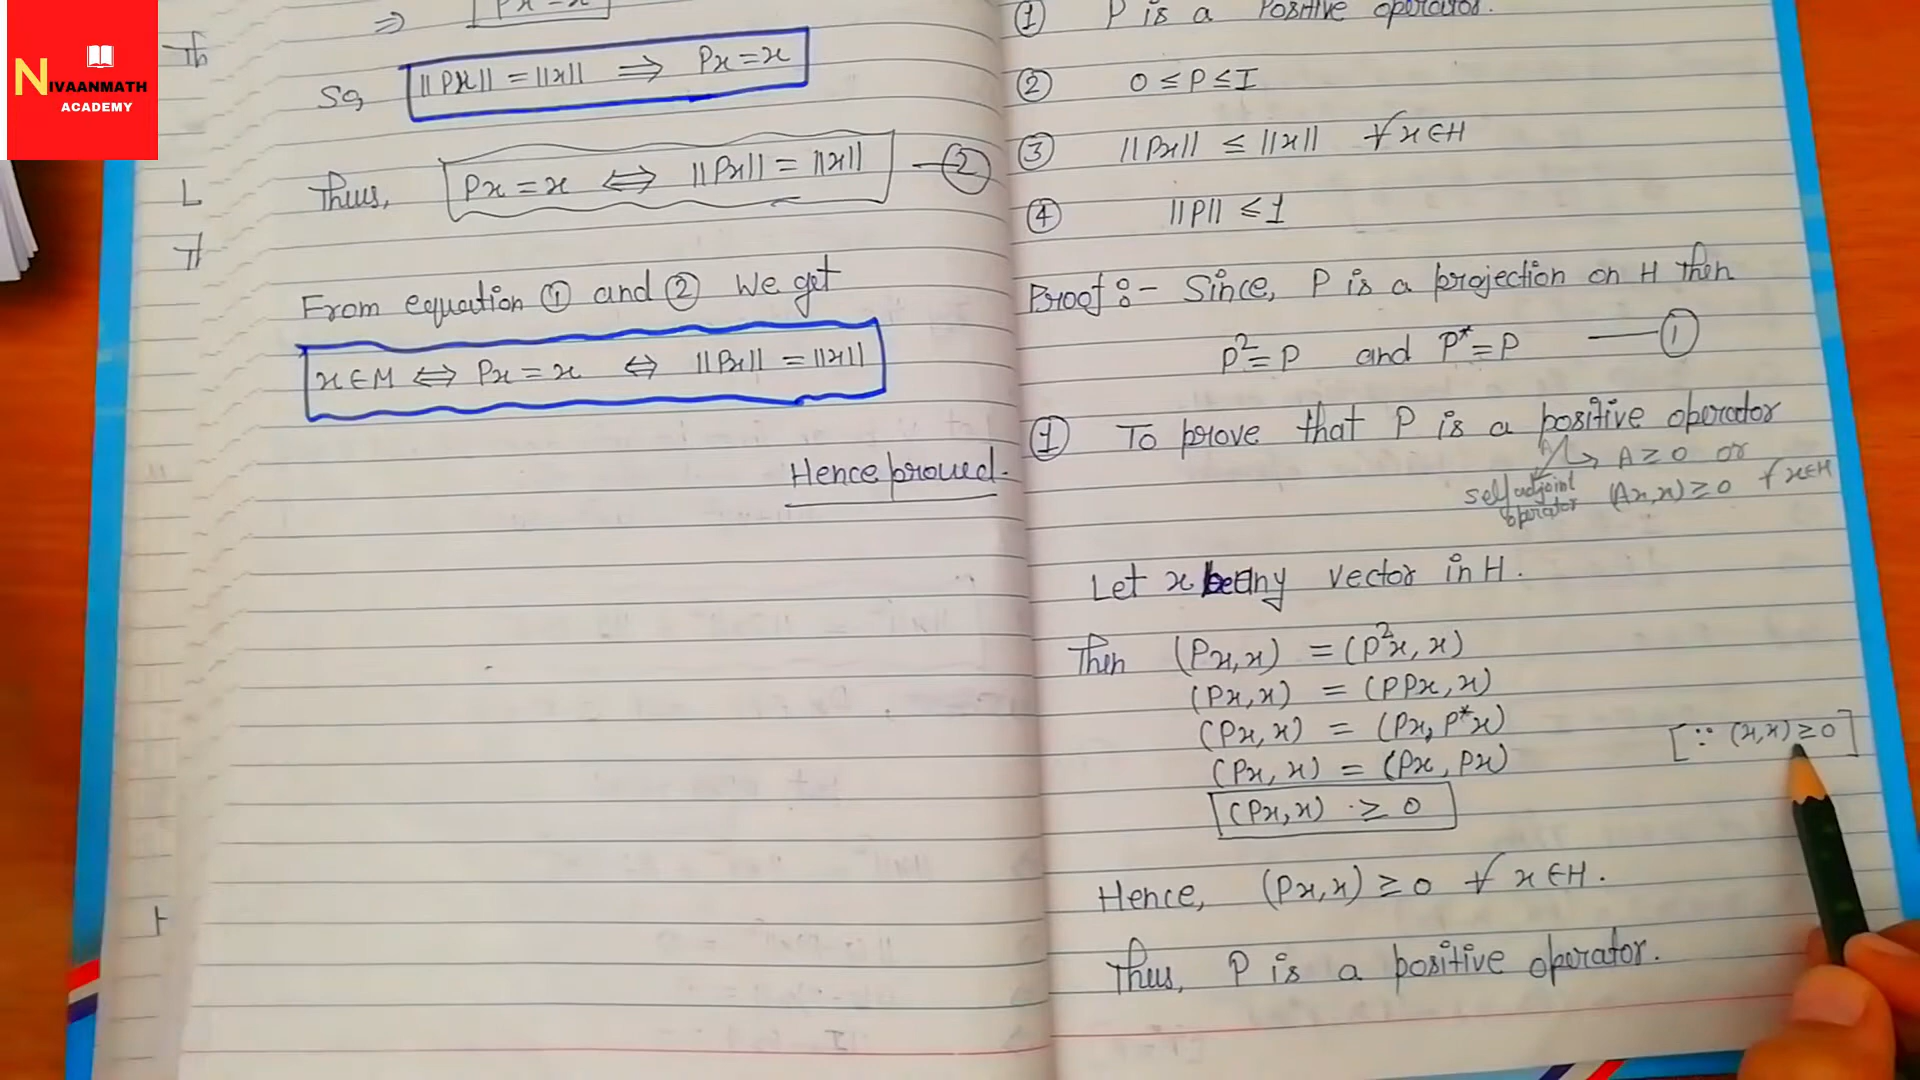 NIVAANMATH
ACADEMY
Th
L
π
⇒ Px = x
So, ||Px|| = ||x|| ⟹ Px = x
Thus, Px = x ⟺ ||Px|| = ||x|| — ②
From equation ① and ② We get
x∈M ⟺ Px = x ⟺ ||Px|| = ||x||
Hence proved.
① P is a Positive operator.
② 0 ≤ P ≤ I
③ ||Px|| ≤ ||x|| ∀ x∈H
④ ||P|| ≤ 1
Proof :- Since, P is a projection on H then
P² = P and P* = P — ①
① To prove that P is a positive operator
A ≥ 0 or
self adjoint operator (Ax,x) ≥ 0 ∀ x∈H
Let x be any vector in H.
Then (Px,x) = (P²x,x)
(Px,x) = (PPx,x)
(Px,x) = (Px,P*x)
[∵ (x,x) ≥ 0]
(Px,x) = (Px,Px)
(Px,x) ≥ 0
Hence, (Px,x) ≥ 0 ∀ x∈H.
Thus, P is a positive operator.